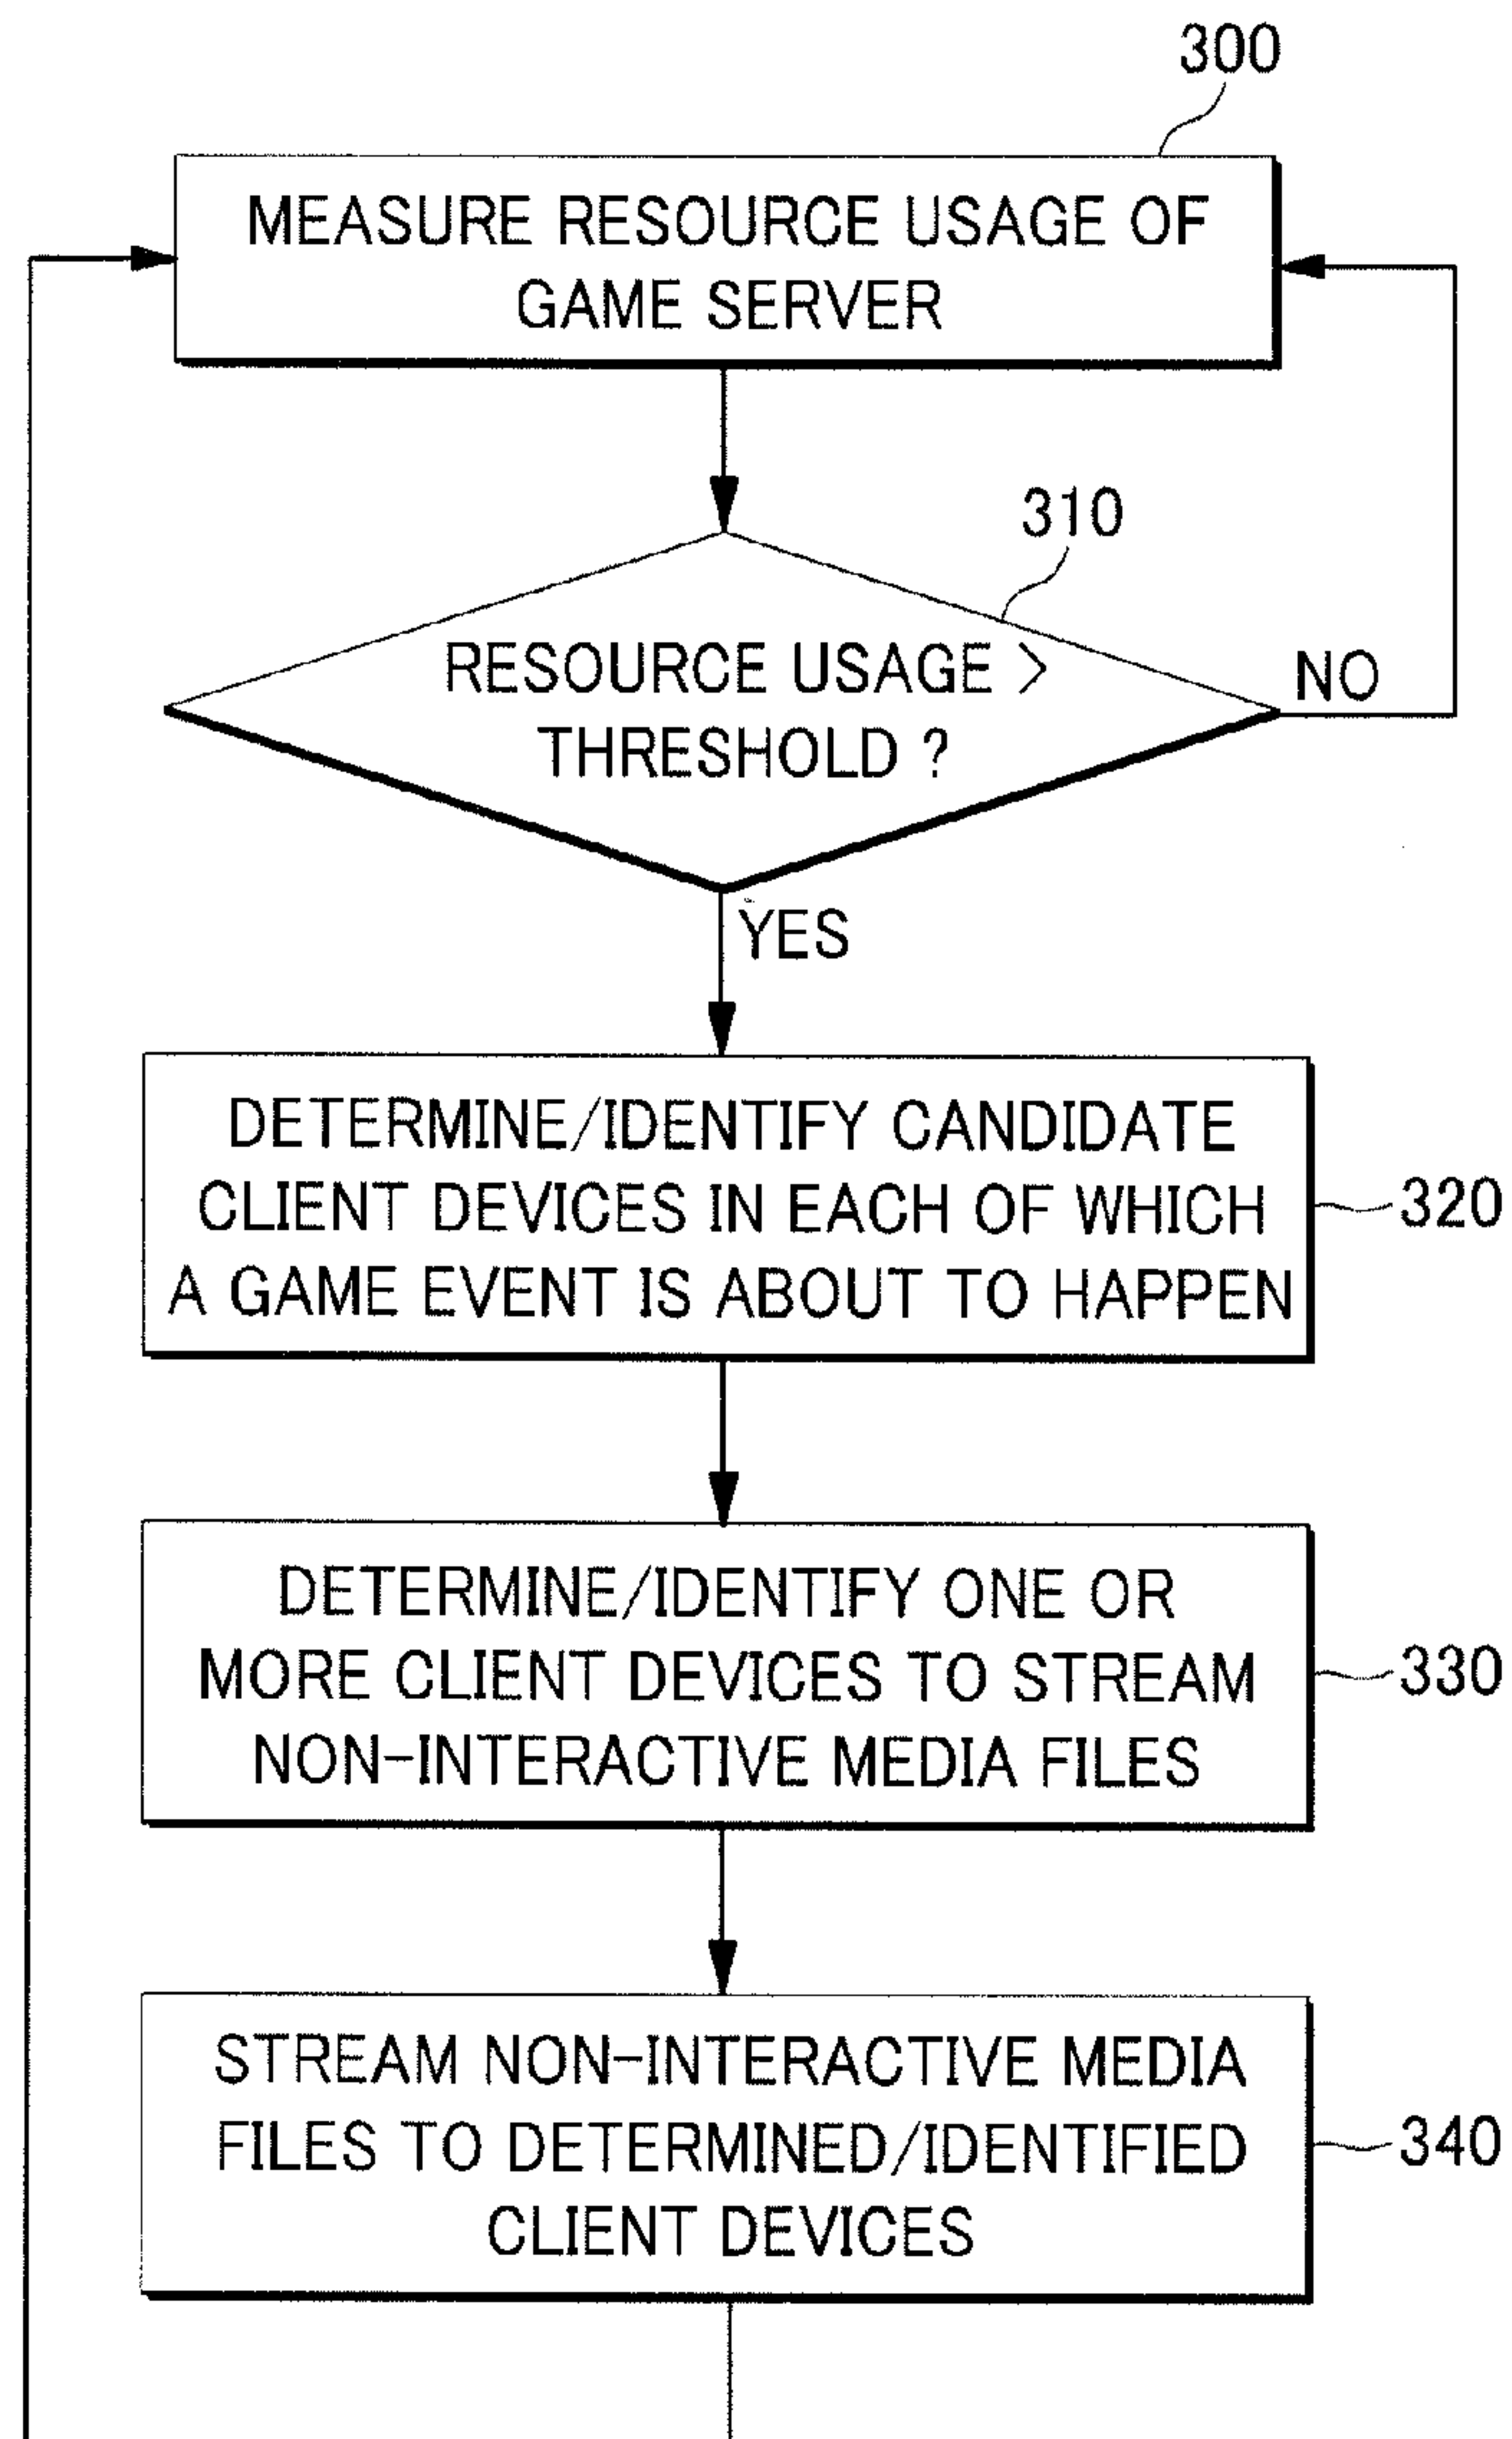 300
MEASURE RESOURCE USAGE OF
GAME SERVER
310
RESOURCE USAGE >
THRESHOLD ?
NO
YES
DETERMINE/IDENTIFY CANDIDATE
CLIENT DEVICES IN EACH OF WHICH
A GAME EVENT IS ABOUT TO HAPPEN
320
DETERMINE/IDENTIFY ONE OR
MORE CLIENT DEVICES TO STREAM
NON-INTERACTIVE MEDIA FILES
330
STREAM NON-INTERACTIVE MEDIA
FILES TO DETERMINED/IDENTIFIED
CLIENT DEVICES
340